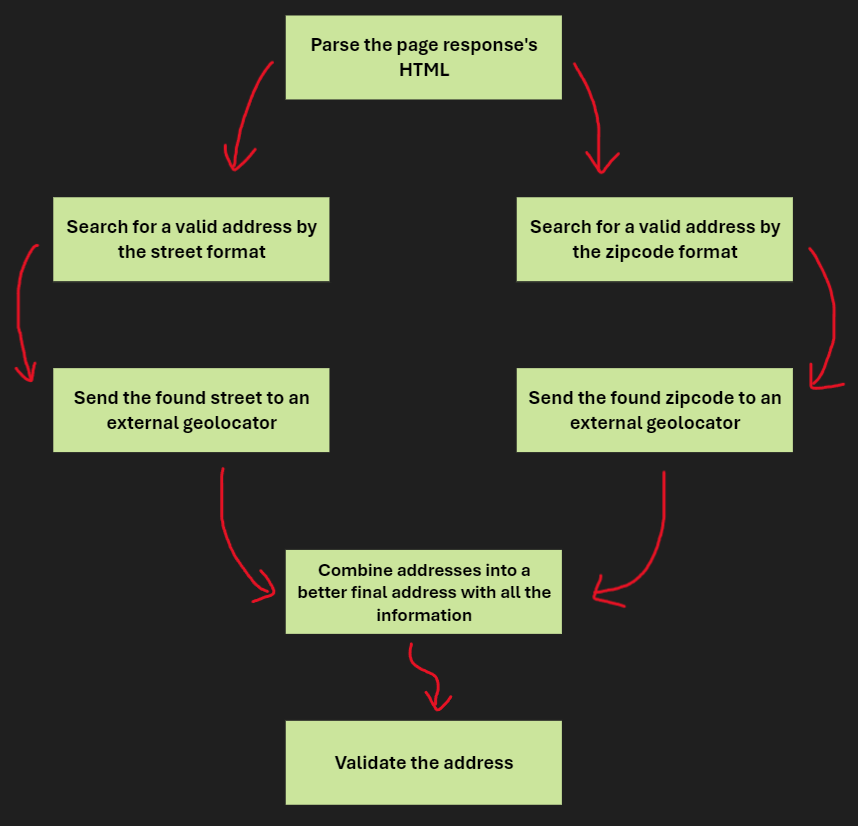 Parse the page response's
HTML
Search for a valid address by
the street format
Search for a valid address by
the zipcode format
Send the found street to an
external geolocator
Send the found zipcode to an
external geolocator
Combine addresses into a
better final address with all the
information
Validate the address